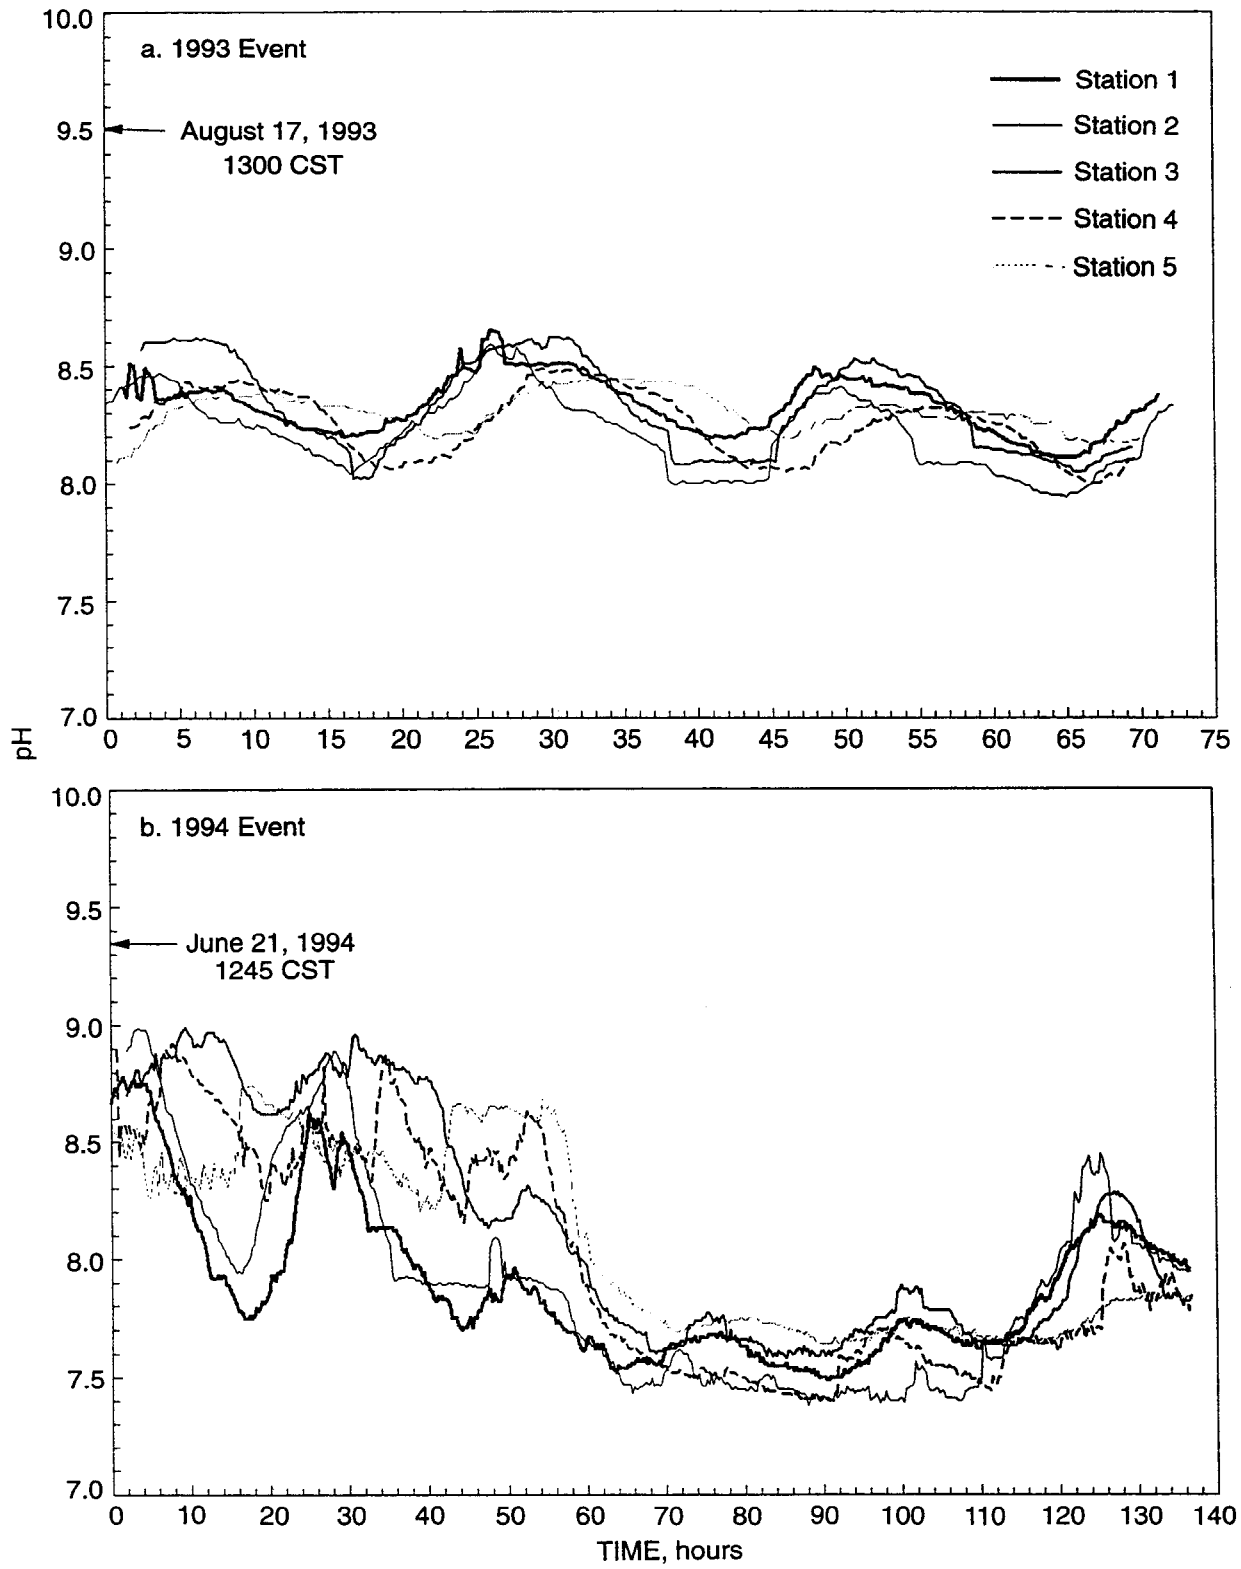 10.0
a. 1993 Event
Station 1
Station 2
9.5
August 17, 1993
1300 CST
Station 3
Station 4
9.0
Station 5
8.5
8.0
7.5
7.0
0 5 10 15 20 25 30 35 40 45 50 55 60 65 70 75
pH
10.0
b. 1994 Event
9.5
June 21, 1994
1245 CST
9.0
8.5
8.0
7.5
7.0
0 10 20 30 40 50 60 70 80 90 100 110 120 130 140
TIME, hours